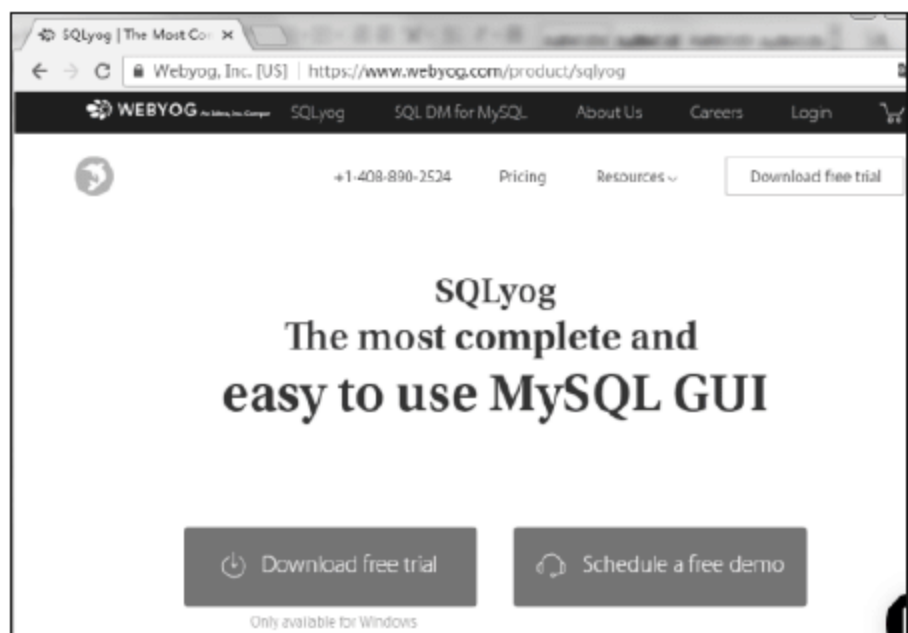 SQLyog | The Most Co
Webyog, Inc. [US] | https://www.webyog.com/product/sqlyog
WEBYOG SQLyog SQL DM for MySQL About Us Careers Login
+1-408-890-2524 Pricing Resources Download free trial
SQLyog
The most complete and
easy to use MySQL GUI
Download free trial Schedule a free demo
Only available for Windows